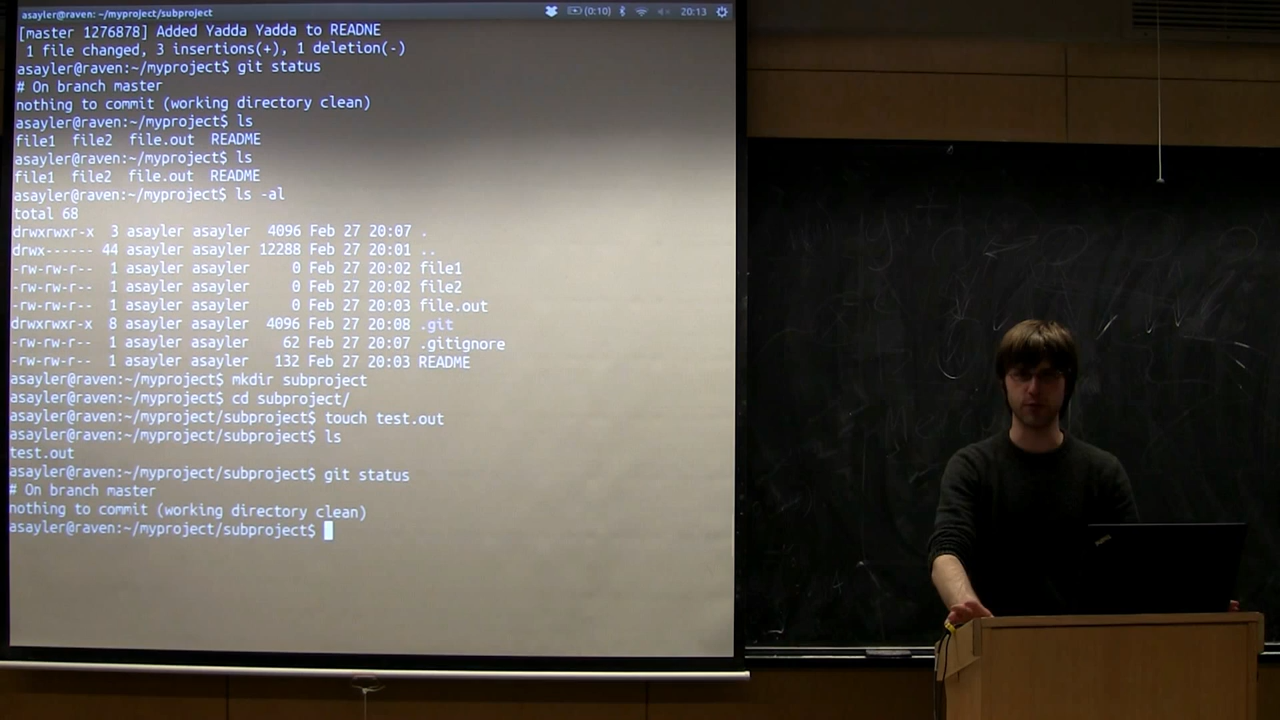 asayler@raven: ~/myproject/subproject (0:10) 20:13
[master 1276878] Added Yadda Yadda to READNE
1 file changed, 3 insertions(+), 1 deletion(-)
asayler@raven:~/myproject$ git status
# On branch master
nothing to commit (working directory clean)
asayler@raven:~/myproject$ ls
file1 file2 file.out README
asayler@raven:~/myproject$ ls
file1 file2 file.out README
asayler@raven:~/myproject$ ls -al
total 68
drwxrwxr-x 3 asayler asayler 4096 Feb 27 20:07 .
drwx------ 44 asayler asayler 12288 Feb 27 20:01 ..
-rw-rw-r-- 1 asayler asayler 0 Feb 27 20:02 file1
-rw-rw-r-- 1 asayler asayler 0 Feb 27 20:02 file2
-rw-rw-r-- 1 asayler asayler 0 Feb 27 20:03 file.out
drwxrwxr-x 8 asayler asayler 4096 Feb 27 20:08 .git
-rw-rw-r-- 1 asayler asayler 62 Feb 27 20:07 .gitignore
-rw-rw-r-- 1 asayler asayler 132 Feb 27 20:03 README
asayler@raven:~/myproject$ mkdir subproject
asayler@raven:~/myproject$ cd subproject/
asayler@raven:~/myproject/subproject$ touch test.out
asayler@raven:~/myproject/subproject$ ls
test.out
asayler@raven:~/myproject/subproject$ git status
# On branch master
nothing to commit (working directory clean)
asayler@raven:~/myproject/subproject$